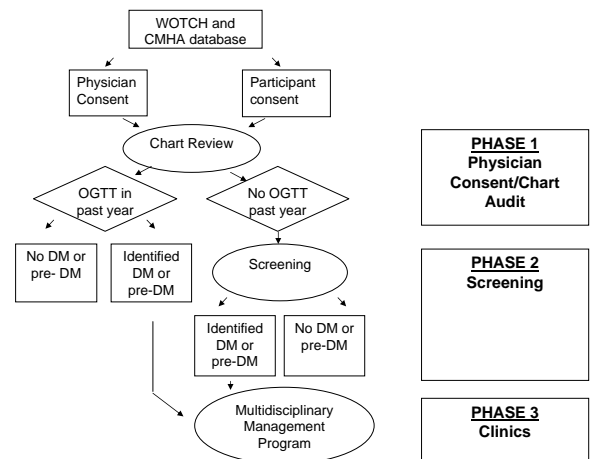 WOTCH and
CMHA database
Physician
Consent
Participant
consent
Chart Review
OGTT in
past year
No OGTT
past year
No DM or
pre- DM
Identified
DM or
pre-DM
Screening
Identified
DM or
pre-DM
No DM or
pre-DM
Multidisciplinary
Management
Program
PHASE 1
Physician
Consent/Chart
Audit
PHASE 2
Screening
PHASE 3
Clinics